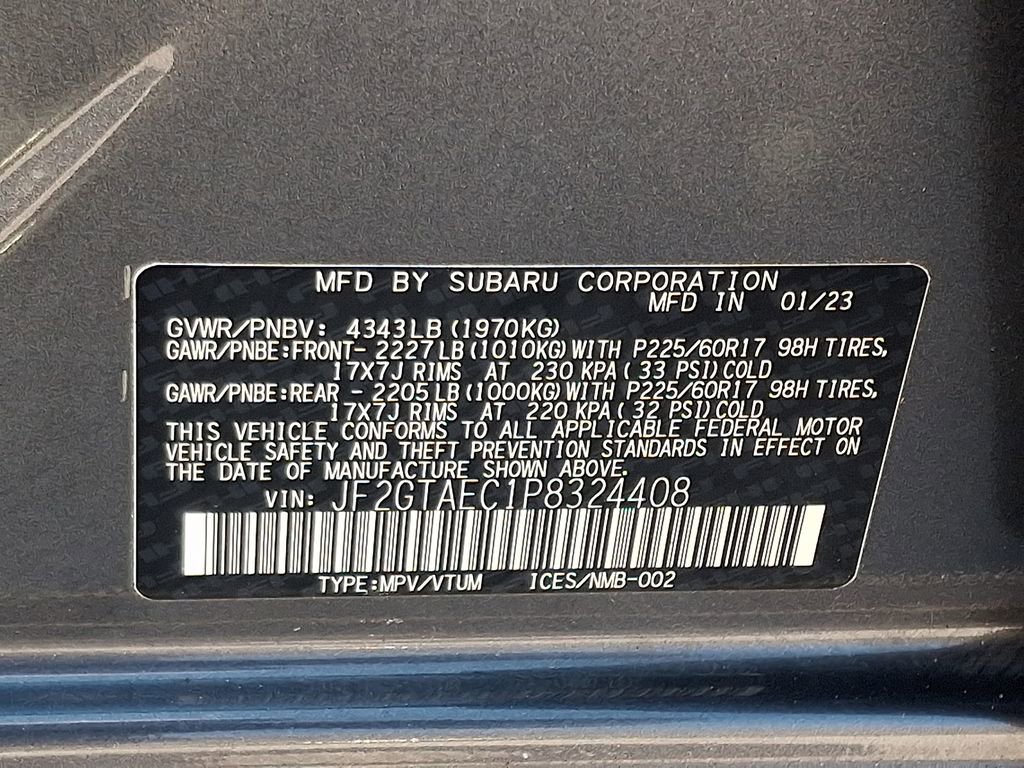 MFD BY SUBARU CORPORATION
MFD IN 01/23
GVWR/PNBV: 4343LB (1970KG)
GAWR/PNBE:FRONT- 2227LB (1010KG) WITH P225/60R17 98H TIRES,
17X7J RIMS AT 230 KPA ( 33 PSI) COLD
GAWR/PNBE:REAR - 2205LB (1000KG) WITH P225/60R17 98H TIRES,
17X7J RIMS AT 220 KPA ( 32 PSI) COLD
THIS VEHICLE CONFORMS TO ALL APPLICABLE FEDERAL MOTOR
VEHICLE SAFETY AND THEFT PREVENTION STANDARDS IN EFFECT ON
THE DATE OF MANUFACTURE SHOWN ABOVE.
VIN: JF2GTAEC1P8324408
TYPE:MPV/VTUM ICES/NMB-002